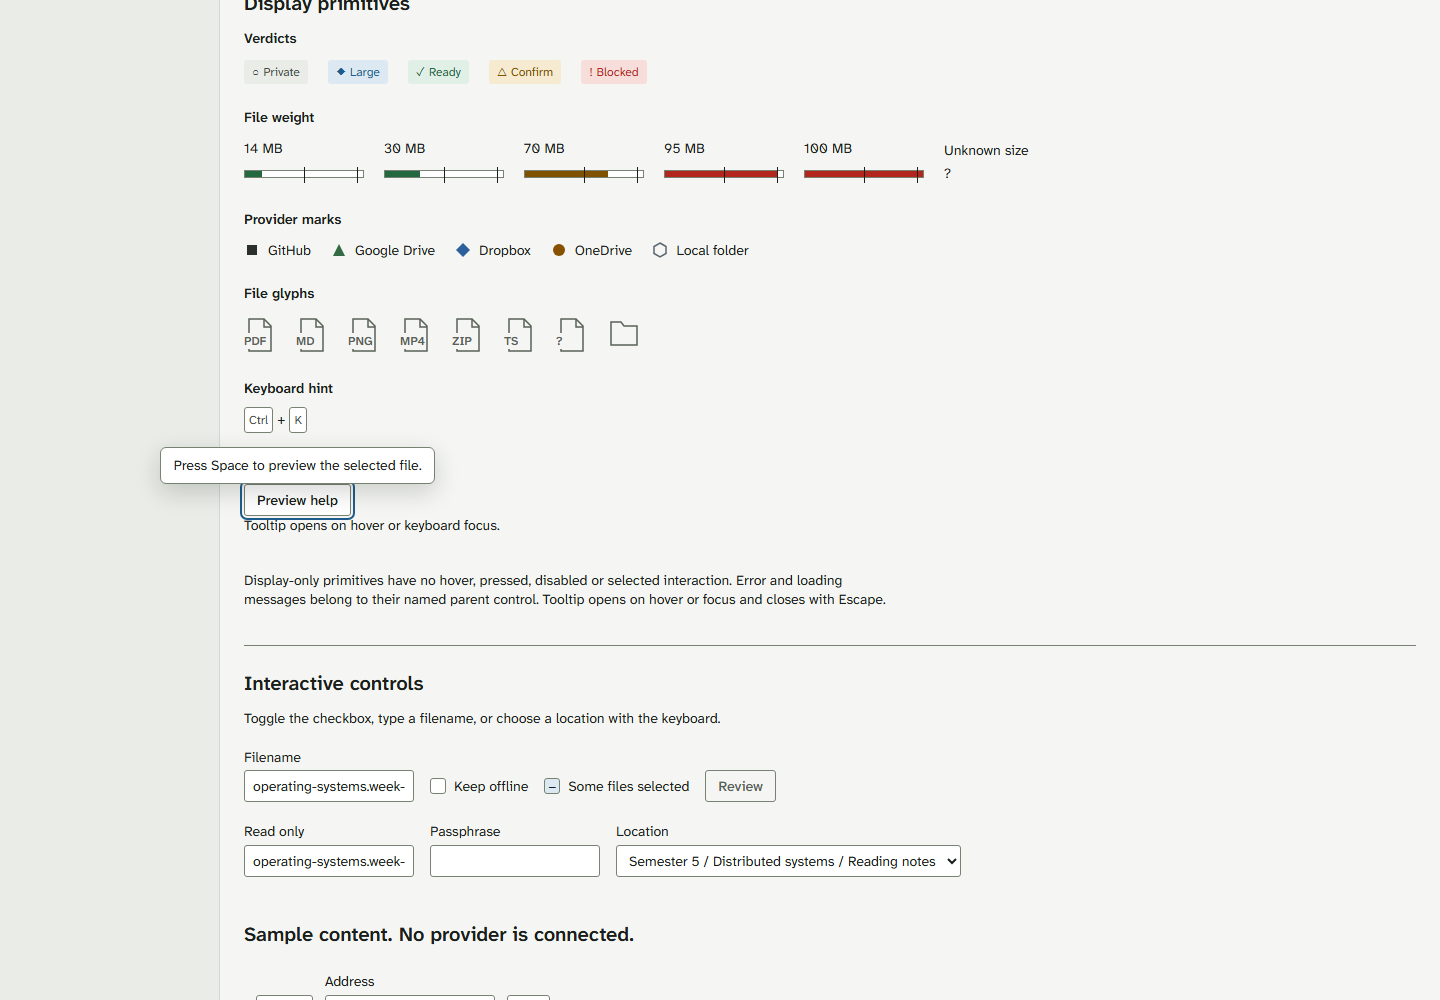 Display primitives
Verdicts
○ Private
◆ Large
✓ Ready
△ Confirm
! Blocked
File weight
14 MB
30 MB
70 MB
95 MB
100 MB
Unknown size
?
Provider marks
GitHub
Google Drive
Dropbox
OneDrive
Local folder
File glyphs
PDF
MD
PNG
MP4
ZIP
TS
?
Keyboard hint
Ctrl + K
Press Space to preview the selected file.
Preview help
Tooltip opens on hover or keyboard focus.
Display-only primitives have no hover, pressed, disabled or selected interaction. Error and loading
messages belong to their named parent control. Tooltip opens on hover or focus and closes with Escape.
Interactive controls
Toggle the checkbox, type a filename, or choose a location with the keyboard.
Filename
operating-systems.week-
Keep offline
Some files selected
Review
Read only
Passphrase
Location
operating-systems.week-
Semester 5 / Distributed systems / Reading notes
Sample content. No provider is connected.
Address